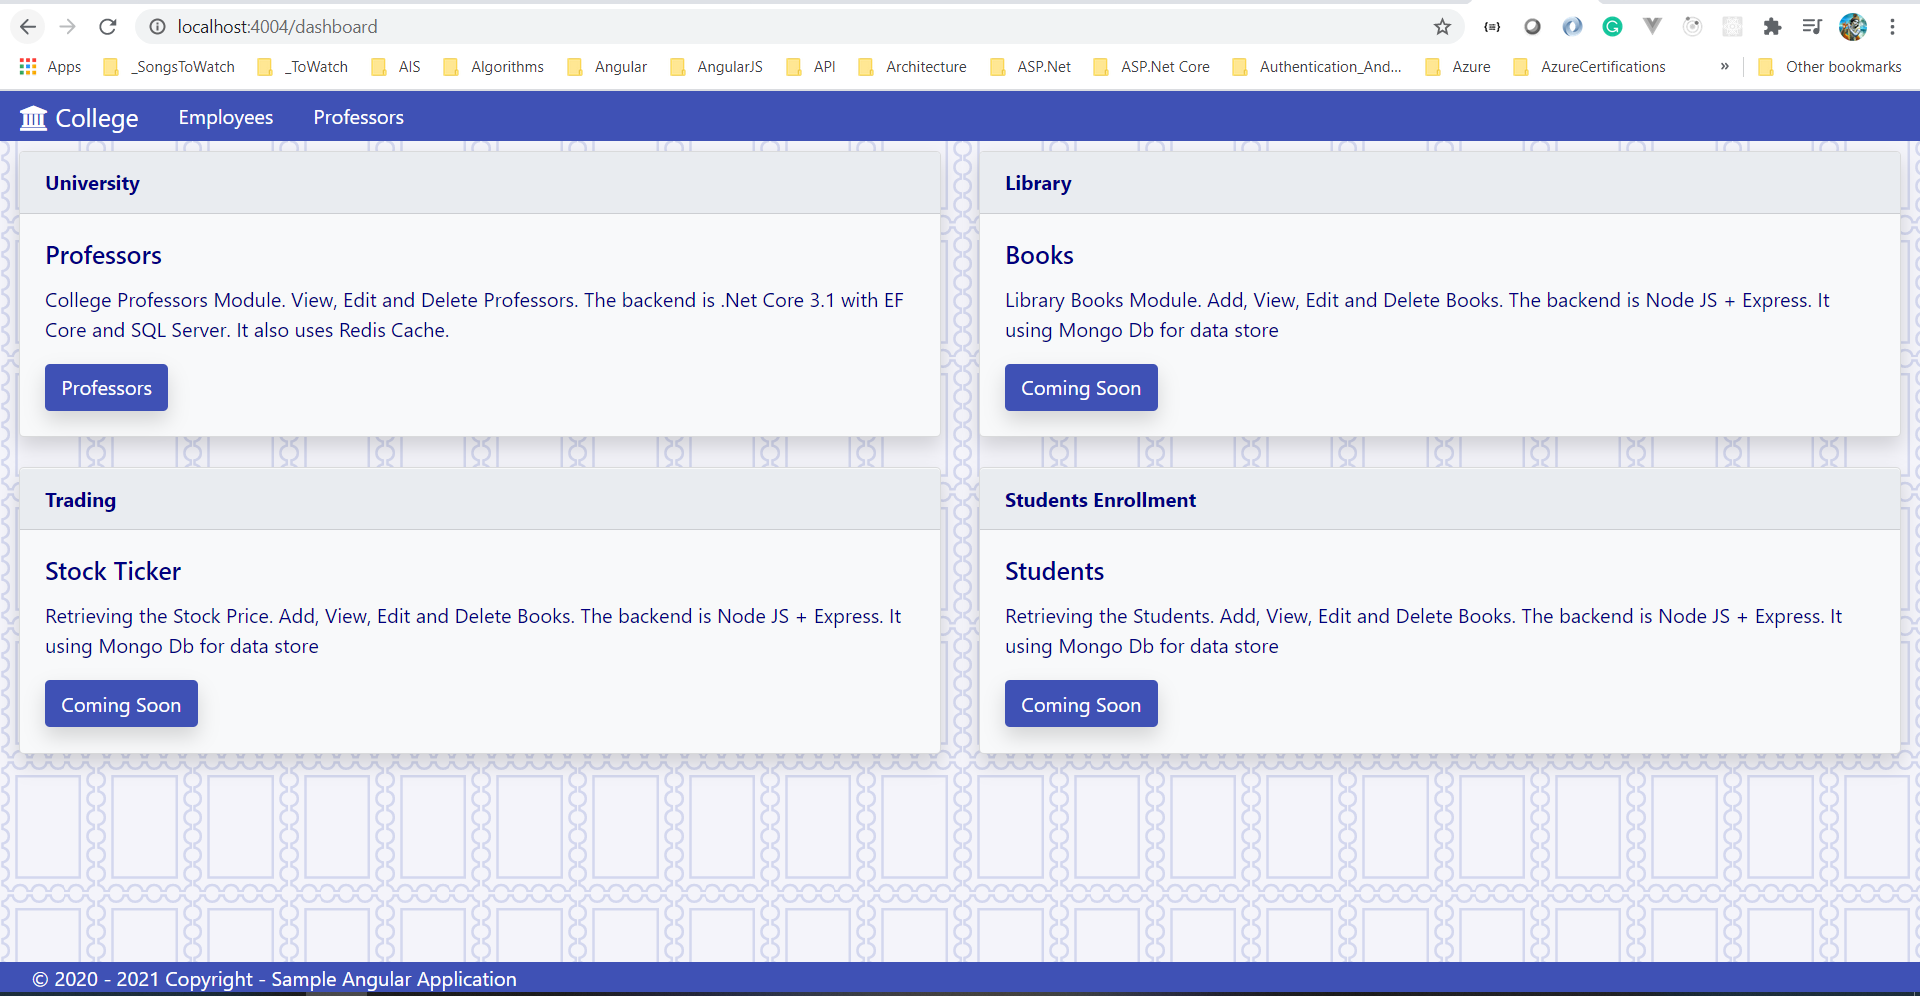 localhost:4004/dashboard
Apps _SongsToWatch _ToWatch AIS Algorithms Angular AngularJS API Architecture ASP.Net ASP.Net Core Authentication_And... Azure AzureCertifications » Other bookmarks
College Employees Professors
University
Professors
College Professors Module. View, Edit and Delete Professors. The backend is .Net Core 3.1 with EF
Core and SQL Server. It also uses Redis Cache.
Professors
Library
Books
Library Books Module. Add, View, Edit and Delete Books. The backend is Node JS + Express. It
using Mongo Db for data store
Coming Soon
Trading
Stock Ticker
Retrieving the Stock Price. Add, View, Edit and Delete Books. The backend is Node JS + Express. It
using Mongo Db for data store
Coming Soon
Students Enrollment
Students
Retrieving the Students. Add, View, Edit and Delete Books. The backend is Node JS + Express. It
using Mongo Db for data store
Coming Soon
© 2020 - 2021 Copyright - Sample Angular Application